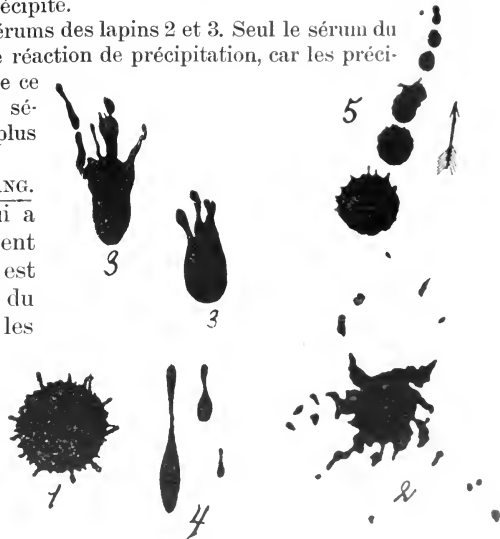 écipite.
érums des lapins 2 et 3. Seul le sérum du
réaction de précipitation, car les préci-
e ce
sé-
plus
NG.
a
ent
est
du
les
5
3
3
1
4
2